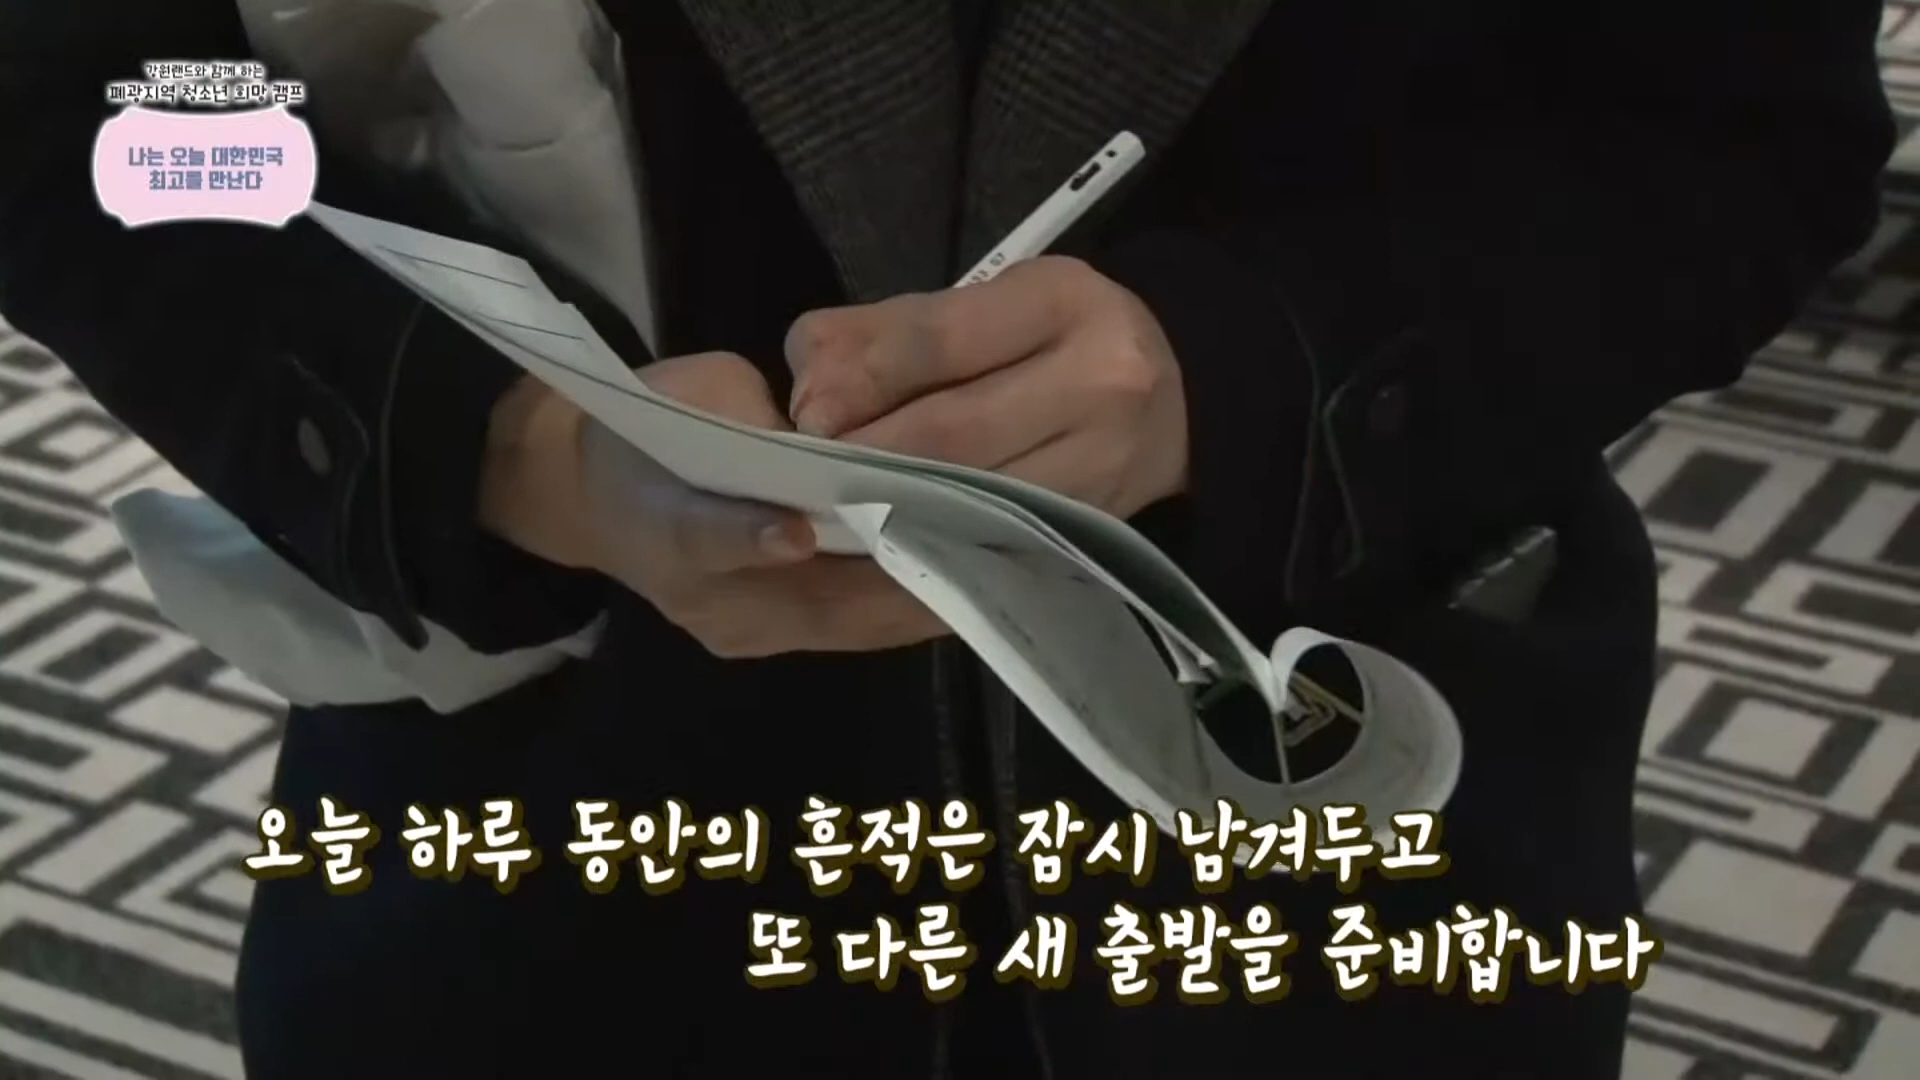 강원랜드와 함께 하는
폐광지역 청소년 희망 캠프
나는 오늘 대한민국
최고를 만난다
오늘 하루 동안의 흔적은 잠시 남겨두고
또 다른 새 출발을 준비합니다